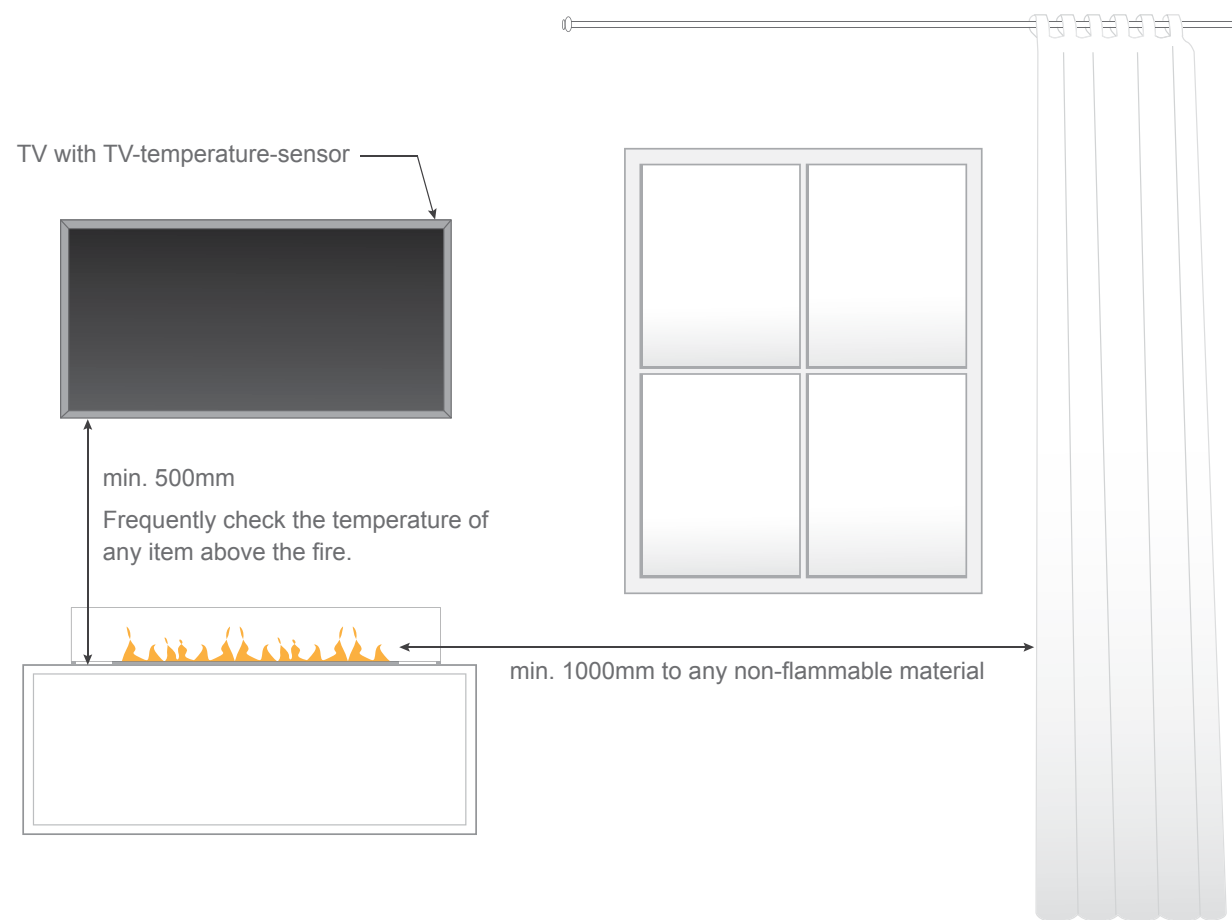 TV with TV-temperature-sensor
min. 500mm
Frequently check the temperature of
any item above the fire.
min. 1000mm to any non-flammable material